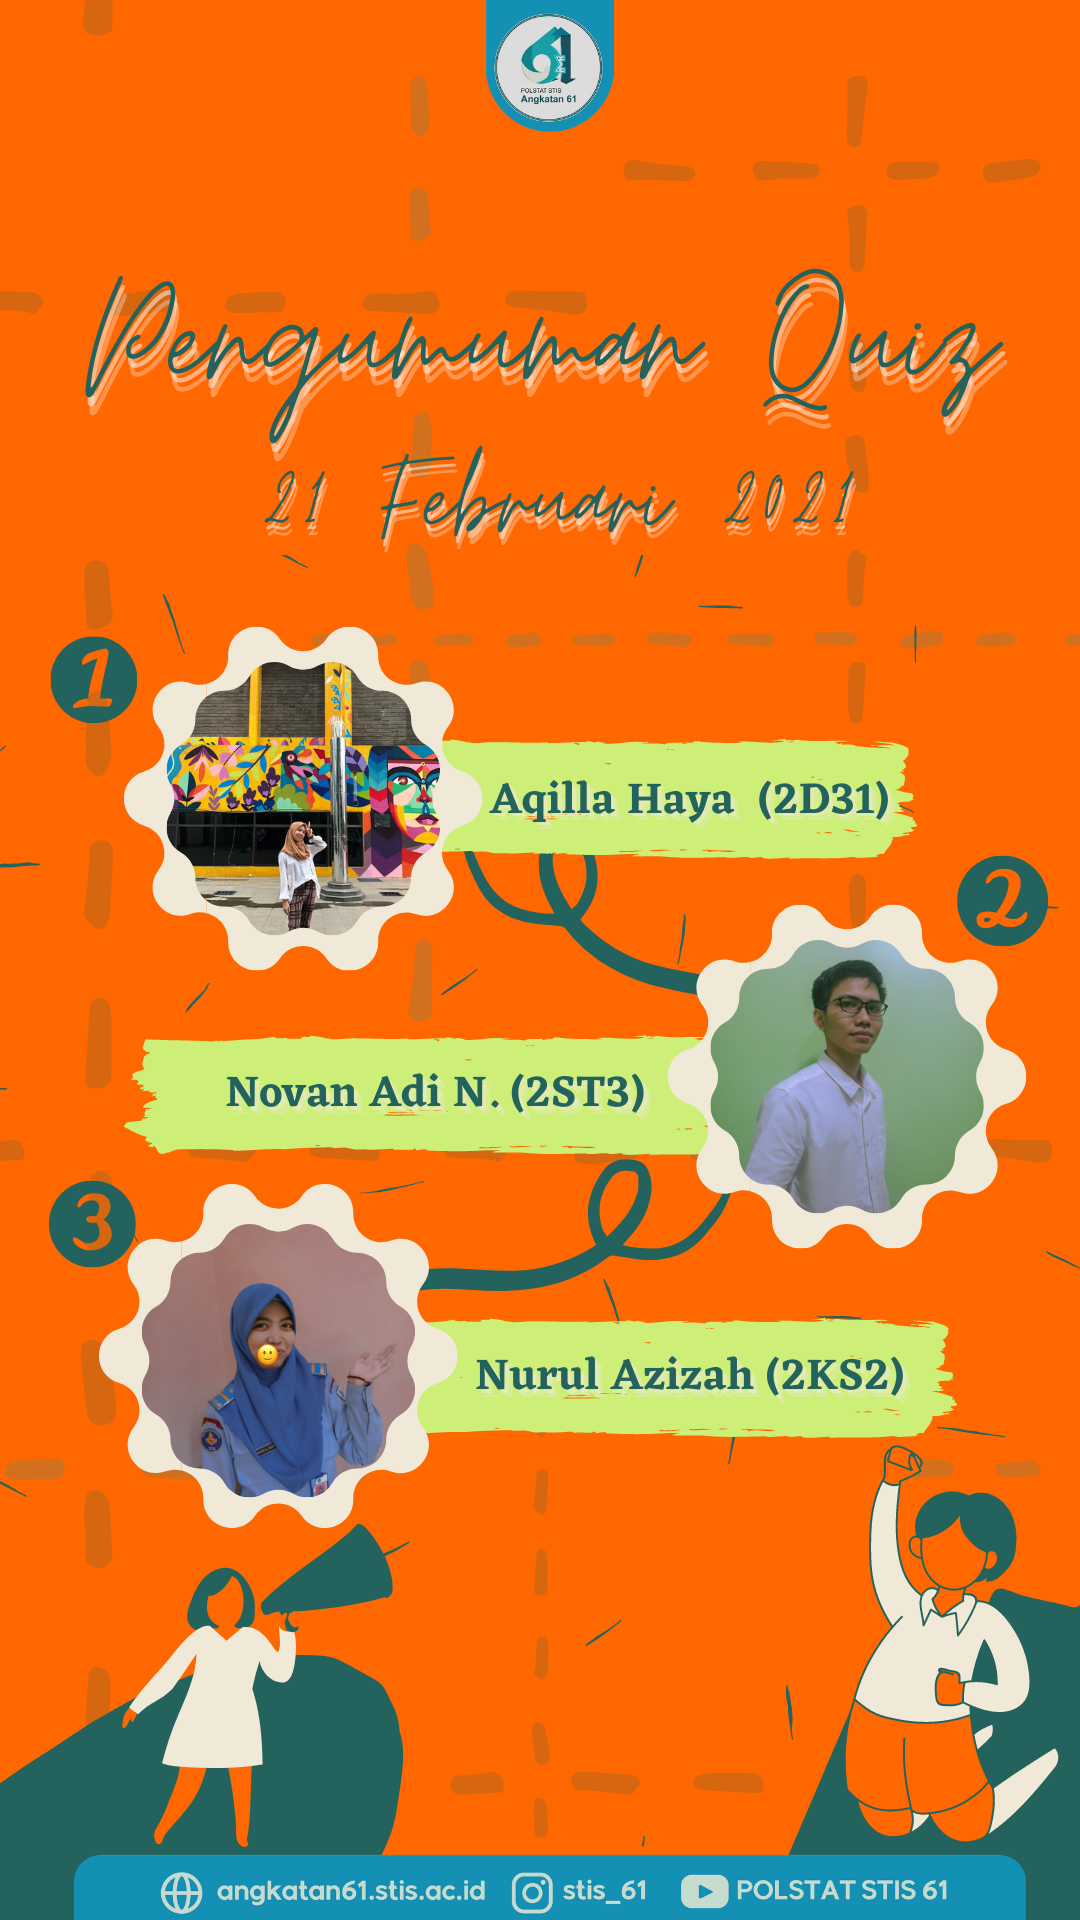 POLSTAT STIS
Angkatan 61
Pengumuman Quiz
21 Februari 2021
1
Aqilla Haya (2D31)
2
Novan Adi N. (2ST3)
3
Nurul Azizah (2KS2)
angkatan61.stis.ac.id stis_61 POLSTAT STIS 61